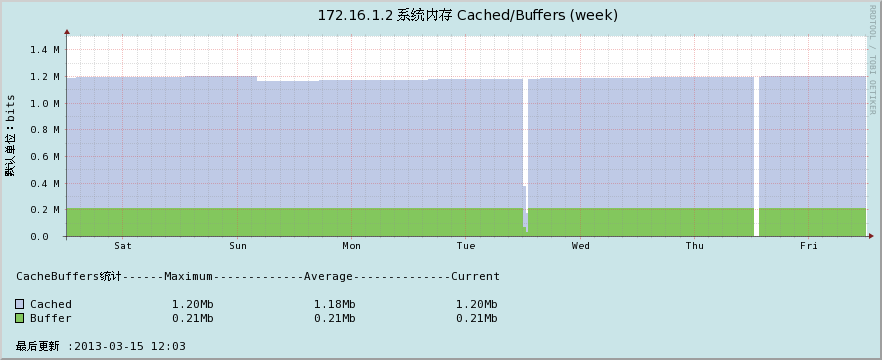 172.16.1.2 系统内存 Cached/Buffers (week)
RRDTOOL / TOBI OETIKER
默认单位：bits
1.4 M
1.2 M
1.0 M
0.8 M
0.6 M
0.4 M
0.2 M
0.0
Sat Sun Mon Tue Wed Thu Fri
CacheBuffers统计------Maximum-------------Average--------------Current
Cached 1.20Mb 1.18Mb 1.20Mb
Buffer 0.21Mb 0.21Mb 0.21Mb
最后更新 :2013-03-15 12:03